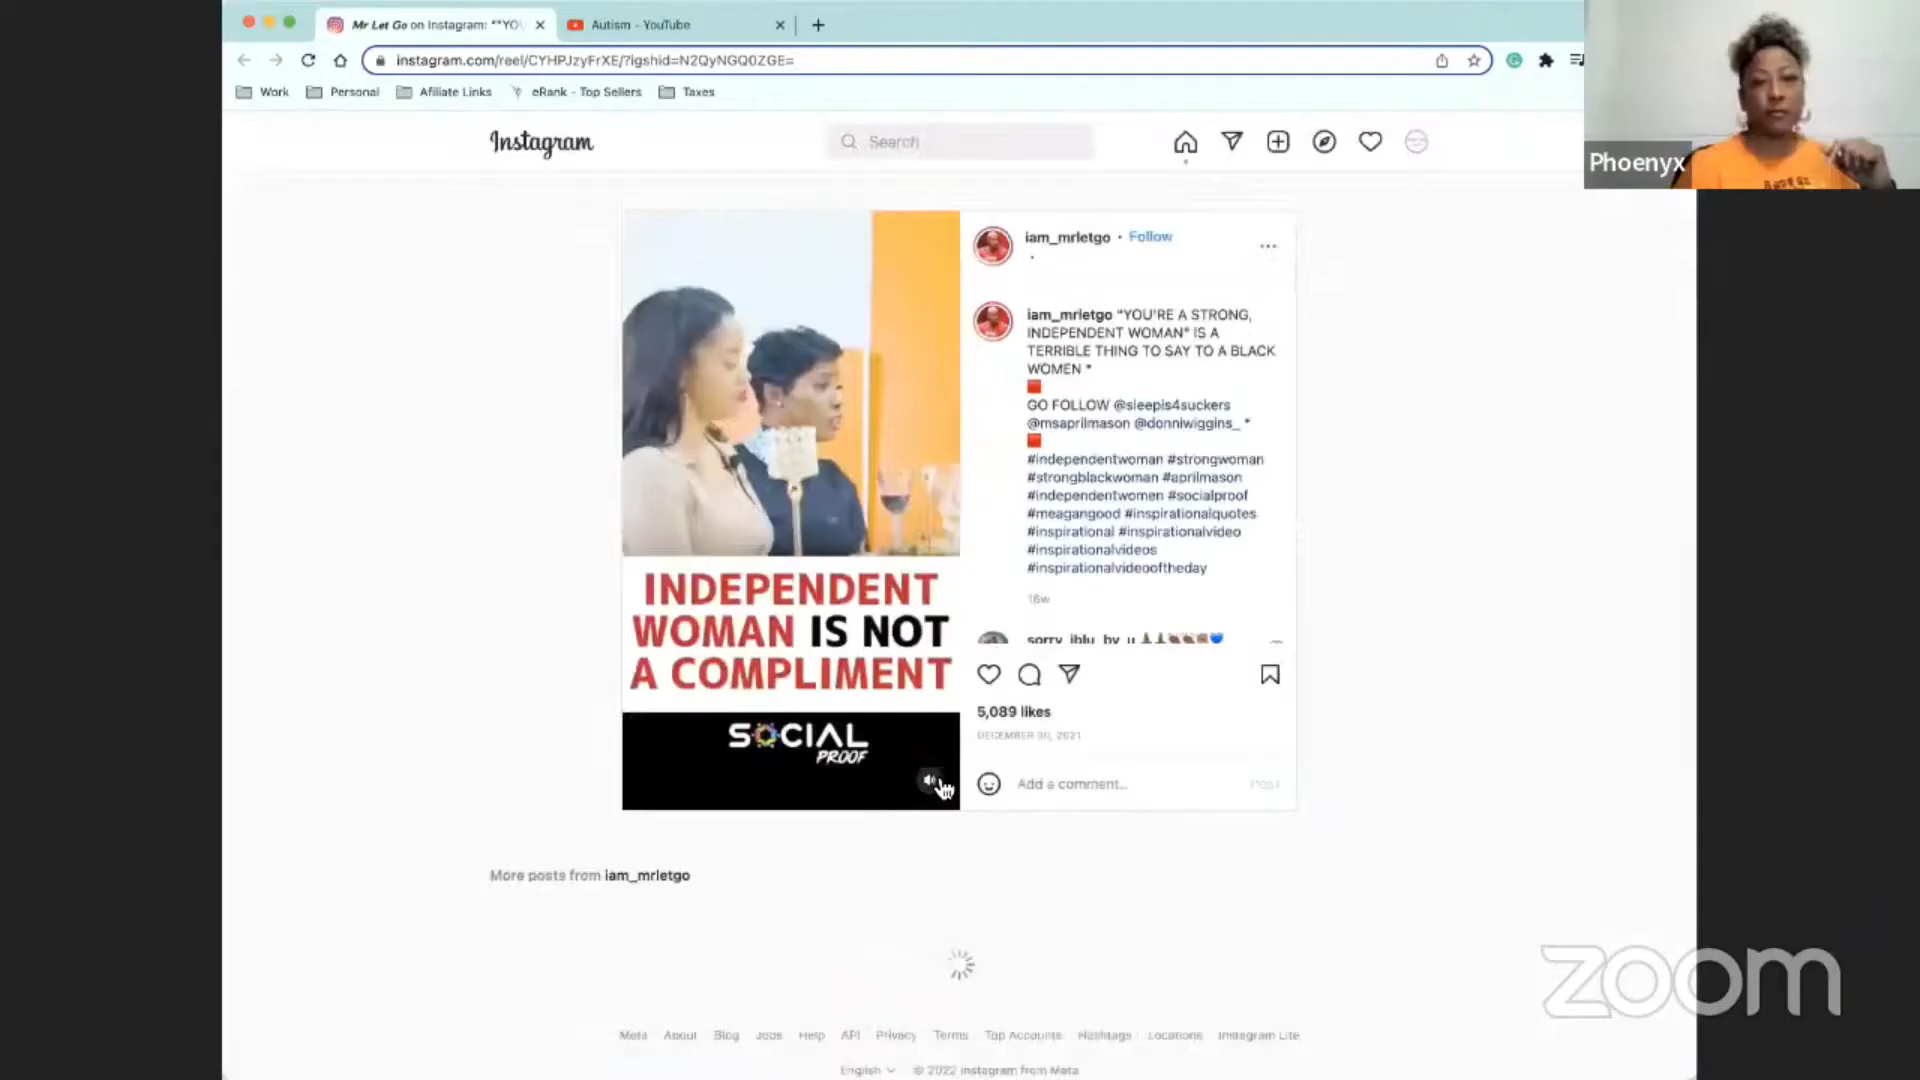 Mr Let Go on Instagram: "“YOU
Autism - YouTube
instagram.com/reel/CYHPJzyFrXE/?igshid=N2QyNGQ0ZGE=
Work
Personal
Afiliate Links
eRank - Top Sellers
Taxes
Phoenyx
Instagram
Search
iam_mrletgo • Follow
iam_mrletgo "YOU'RE A STRONG,
INDEPENDENT WOMAN" IS A
TERRIBLE THING TO SAY TO A BLACK
WOMEN *
GO FOLLOW @sleepis4suckers
@msaprilmason @donniwiggins_ *
#independentwoman #strongwoman
#strongblackwoman #aprilmason
#independentwomen #socialproof
#meagangood #inspirationalquotes
#inspirational #inspirationalvideo
#inspirationalvideos
#inspirationalvideooftheday
sorry_iblu_by_u
INDEPENDENT
WOMAN IS NOT
A COMPLIMENT
SOCIAL
PROOF
5,089 likes
DECEMBER 30, 2021
Add a comment...
Post
More posts from iam_mrletgo
zoom
Meta About Blog Jobs Help API Privacy Terms Top Accounts Hashtags Locations Instagram Lite
English © 2022 Instagram from Meta